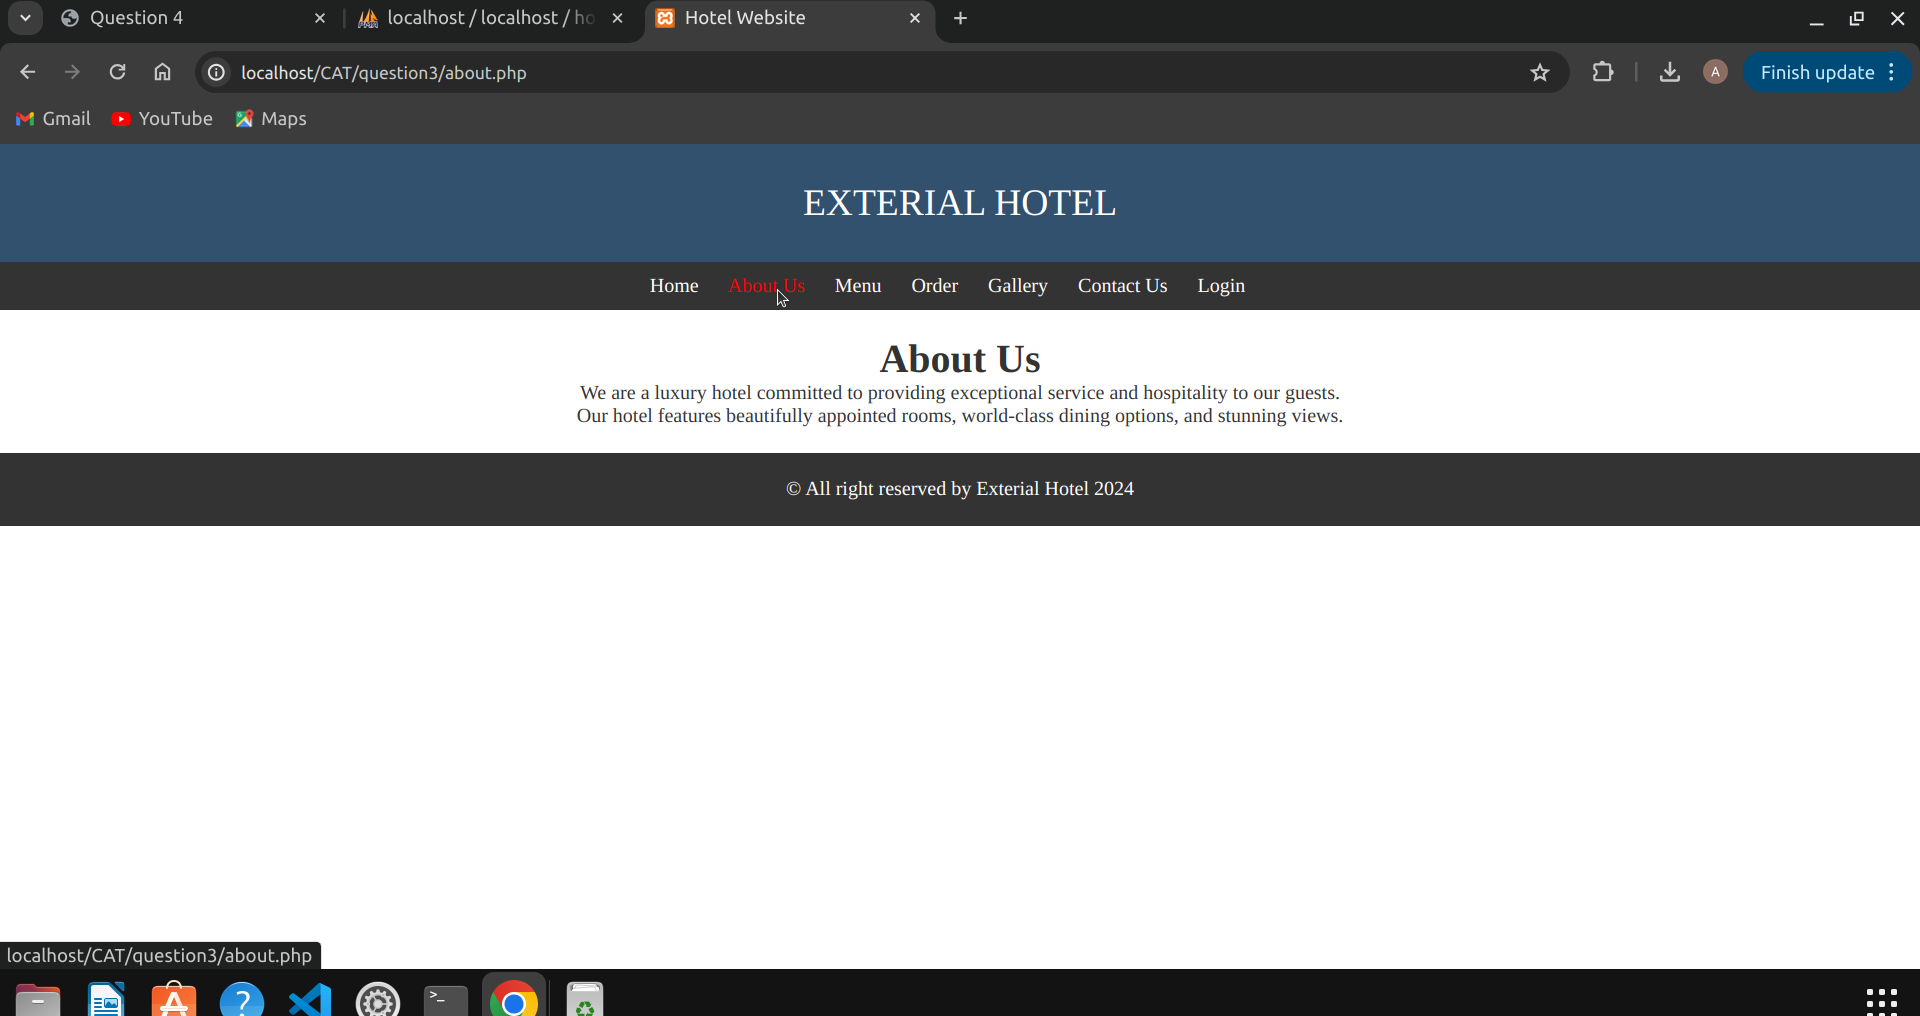 Question 4
localhost / localhost / ho
Hotel Website
localhost/CAT/question3/about.php
A
Finish update
Gmail
YouTube
Maps
EXTERIAL HOTEL
Home About Us Menu Order Gallery Contact Us Login
About Us
We are a luxury hotel committed to providing exceptional service and hospitality to our guests.
Our hotel features beautifully appointed rooms, world-class dining options, and stunning views.
© All right reserved by Exterial Hotel 2024
localhost/CAT/question3/about.php